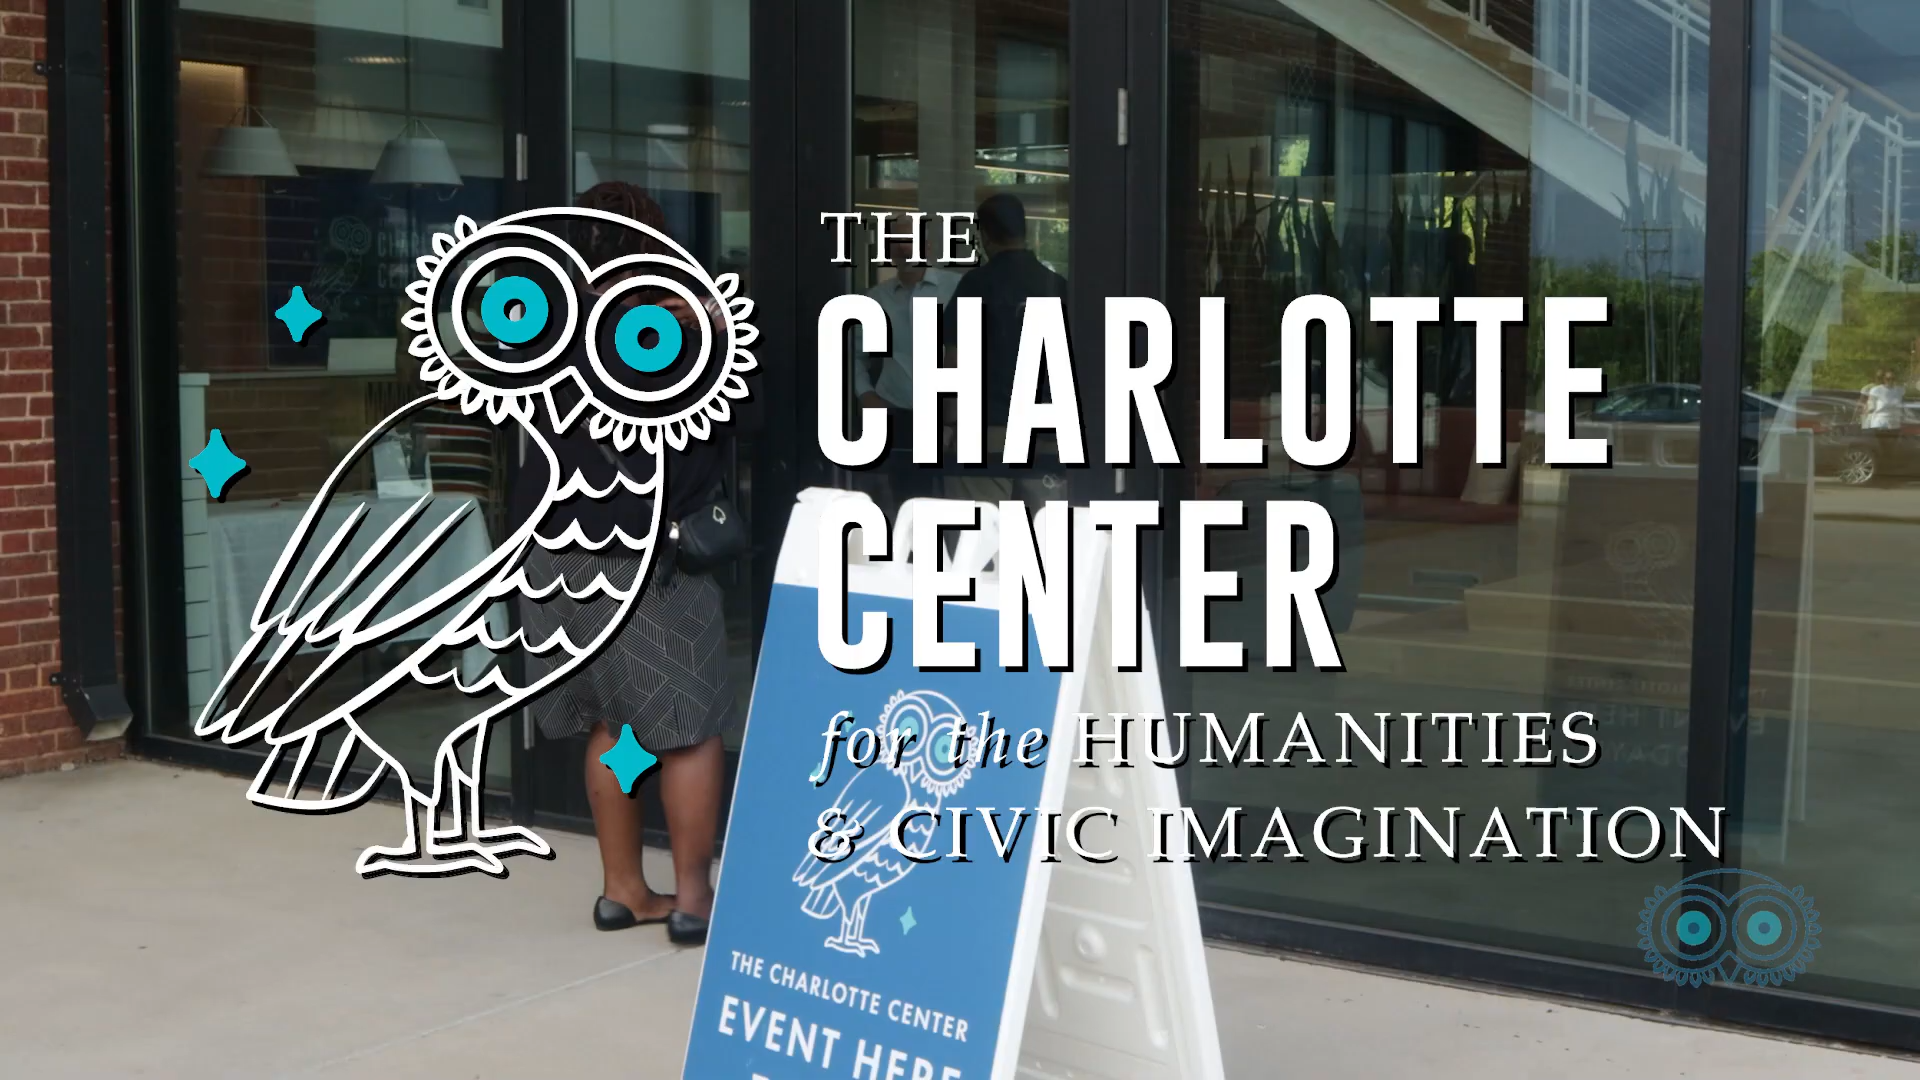 THE
CHARLOTTE
CENTER
for the HUMANITIES
& CIVIC IMAGINATION
THE CHARLOTTE CENTER
EVENT HERE